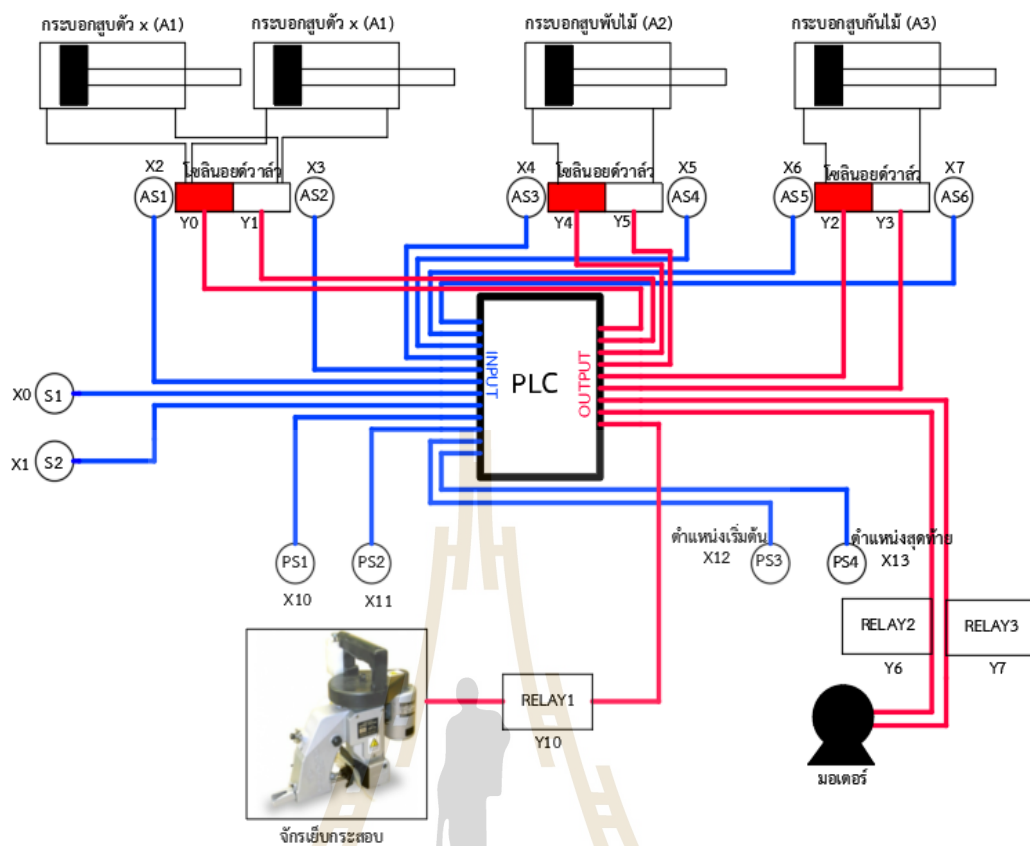 กระบอกสูบตัว x (A1)
กระบอกสูบตัว x (A1)
กระบอกสูบพับไม้ (A2)
กระบอกสูบกันไม้ (A3)
X2
โซลินอยด์วาล์ว
X3
X4
โซลินอยด์วาล์ว
X5
X6
โซลินอยด์วาล์ว
X7
AS1
AS2
AS3
AS4
AS5
AS6
Y0
Y1
Y4
Y5
Y2
Y3
INPUT
PLC
OUTPUT
X0
S1
X1
S2
ตำแหน่งเริ่มต้น
X12
ตำแหน่งสุดท้าย
X13
PS1
PS2
PS3
PS4
X10
X11
RELAY2
RELAY3
Y6
Y7
RELAY1
Y10
มอเตอร์
จักรเย็บกระสอบ